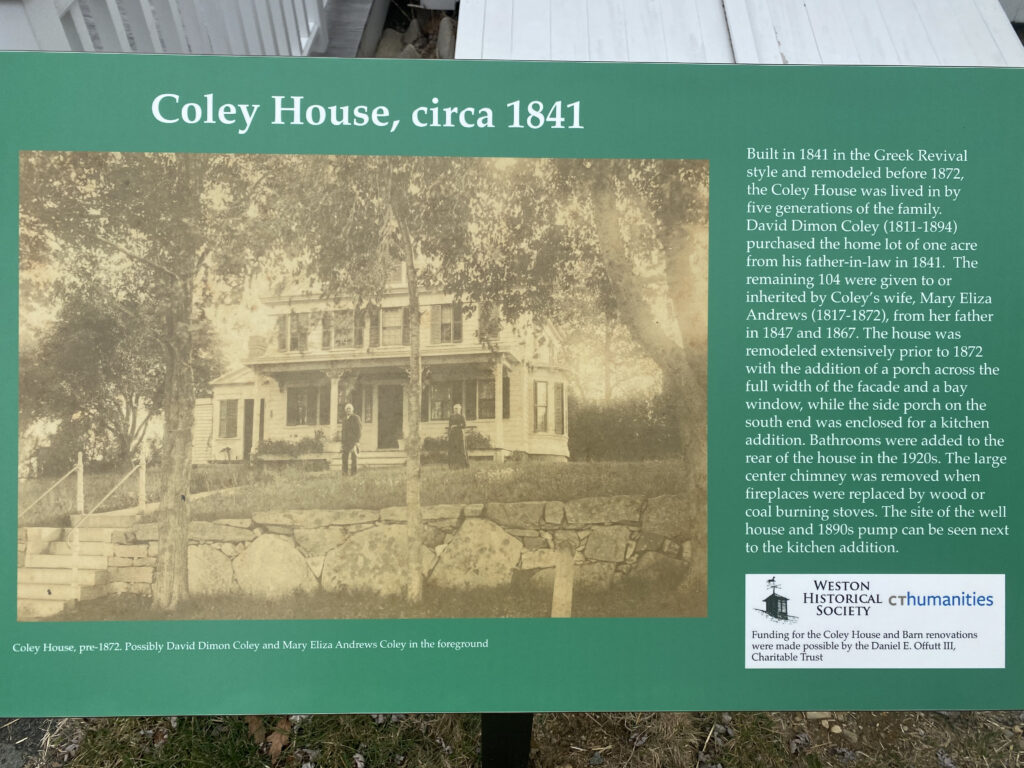 Coley House, circa 1841
Built in 1841 in the Greek Revival
style and remodeled before 1872,
the Coley House was lived in by
five generations of the family.
David Dimon Coley (1811-1894)
purchased the home lot of one acre
from his father-in-law in 1841. The
remaining 104 were given to or
inherited by Coley's wife, Mary Eliza
Andrews (1817-1872), from her father
in 1847 and 1867. The house was
remodeled extensively prior to 1872
with the addition of a porch across the
full width of the facade and a bay
window, while the side porch on the
south end was enclosed for a kitchen
addition. Bathrooms were added to the
rear of the house in the 1920s. The large
center chimney was removed when
fireplaces were replaced by wood or
coal burning stoves. The site of the well
house and 1890s pump can be seen next
to the kitchen addition.
Coley House, pre-1872. Possibly David Dimon Coley and Mary Eliza Andrews Coley in the foreground
WESTON
HISTORICAL
SOCIETY
CThumanities
Funding for the Coley House and Barn renovations
were made possible by the Daniel E. Offutt III,
Charitable Trust